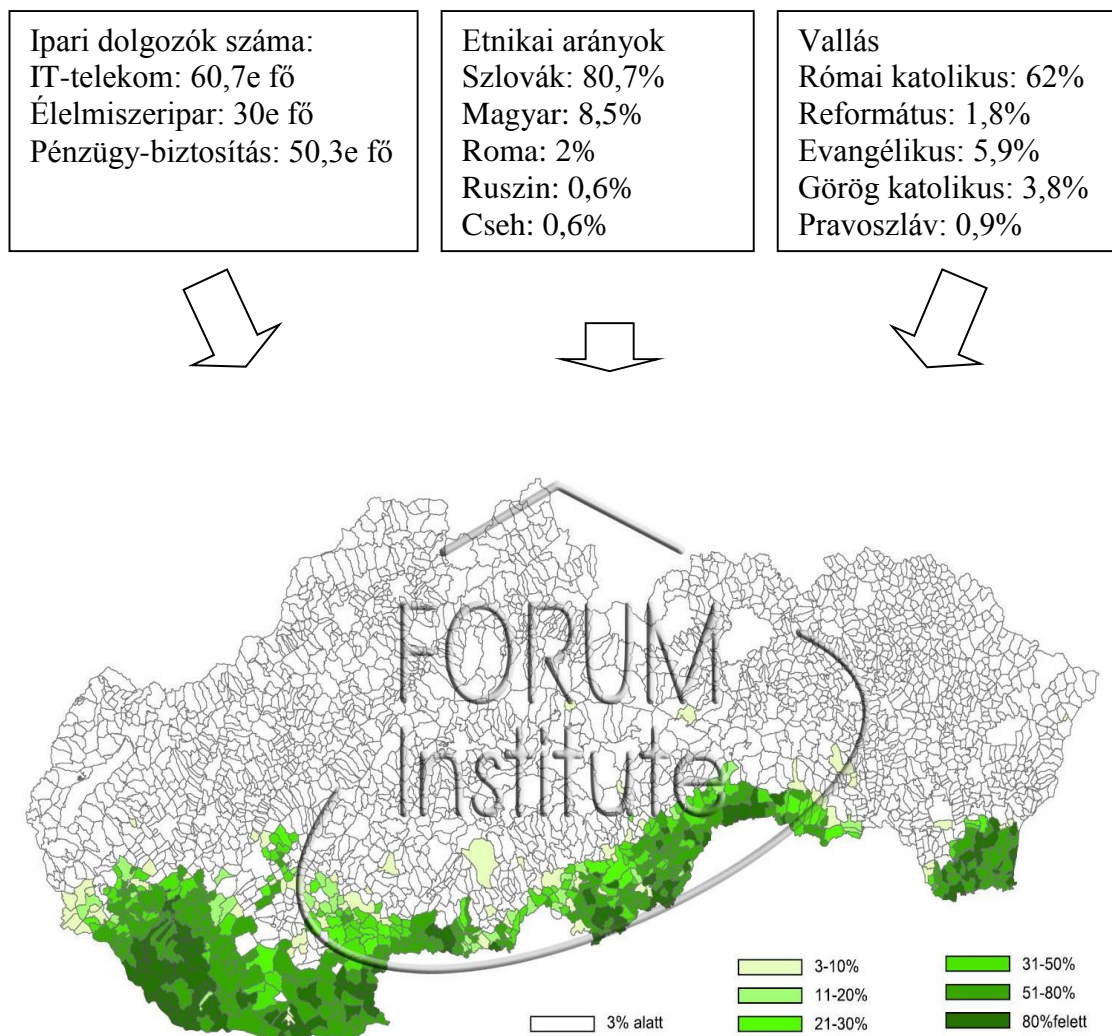 Ipari dolgozók száma:
IT-telekom: 60,7e fő
Élelmiszeripar: 30e fő
Pénzügy-biztosítás: 50,3e fő
Etnikai arányok
Szlovák: 80,7%
Magyar: 8,5%
Roma: 2%
Ruszin: 0,6%
Cseh: 0,6%
Vallás
Római katolikus: 62%
Református: 1,8%
Evangélikus: 5,9%
Görög katolikus: 3,8%
Pravoszláv: 0,9%
FORUM
Institute
3% alatt
3-10%
11-20%
21-30%
31-50%
51-80%
80%felett